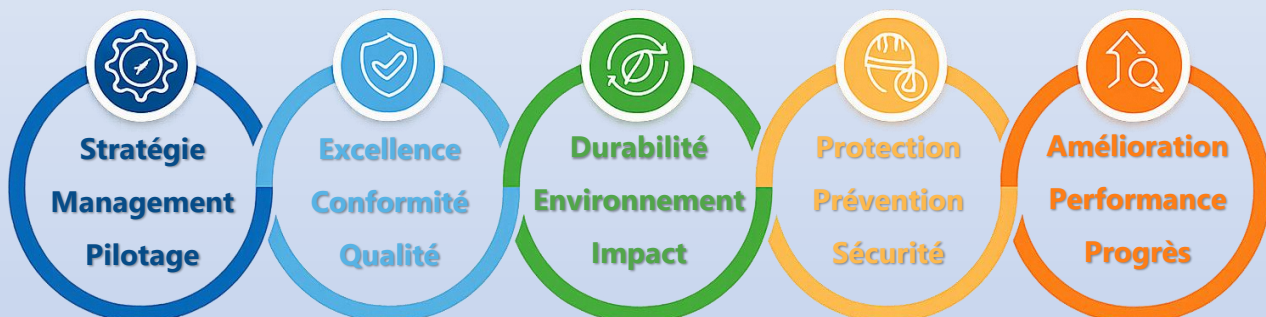 Stratégie
Management
Pilotage
Excellence
Conformité
Qualité
Durabilité
Environnement
Impact
Protection
Prévention
Sécurité
Amélioration
Performance
Progrès